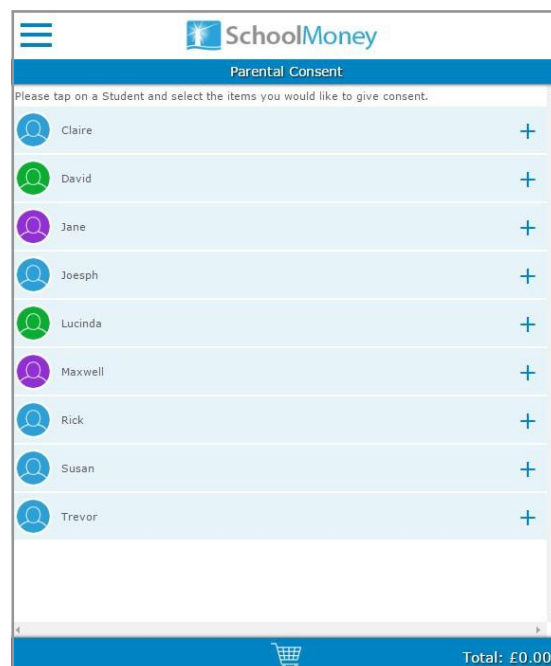 SchoolMoney
Parental Consent
Please tap on a Student and select the items you would like to give consent.
Claire +
David +
Jane +
Joesph +
Lucinda +
Maxwell +
Rick +
Susan +
Trevor +
Total: £0.00